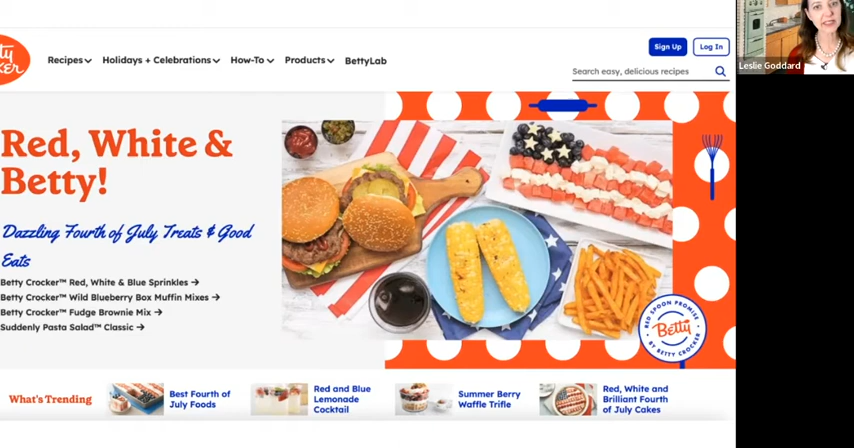 Recipes
Holidays + Celebrations
How-To
Products
BettyLab
Sign Up
Log In
Search easy, delicious recipes
Leslie Goddard
Red, White &
Betty!
Dazzling Fourth of July Treats & Good
Eats
Betty Crocker™ Red, White & Blue Sprinkles →
Betty Crocker™ Wild Blueberry Box Muffin Mixes →
Betty Crocker™ Fudge Brownie Mix →
Suddenly Pasta Salad™ Classic →
RED SPOON PROMISE
Betty
BY BETTY CROCKER
What's Trending
Best Fourth of
July Foods
Red and Blue
Lemonade
Cocktail
Summer Berry
Waffle Trifle
Red, White and
Brilliant Fourth
of July Cakes